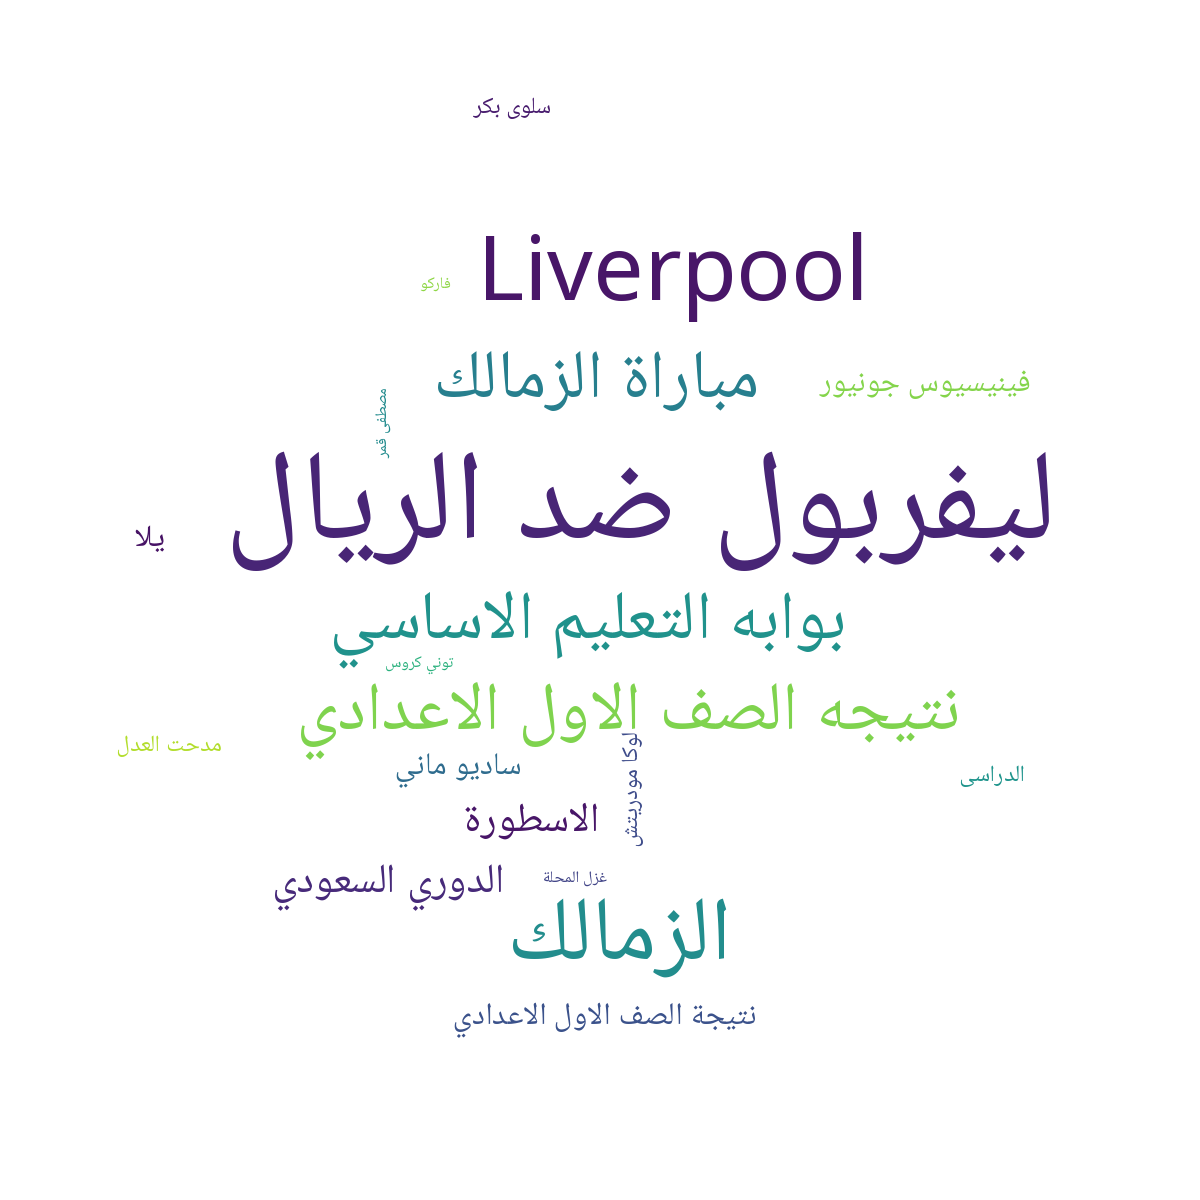 سلوى بكر
Liverpool
فاركو
مباراة الزمالك
فينيسيوس جونيور
مصطفى قمر
ليفربول ضد الريال
يلا
بوابه التعليم الاساسي
توني كروس
نتيجه الصف الاول الاعدادي
مدحت العدل
ساديو ماني
لوكا مودريتش
الدراسى
الاسطورة
الدوري السعودي
غزل المحلة
الزمالك
نتيجة الصف الاول الاعدادي